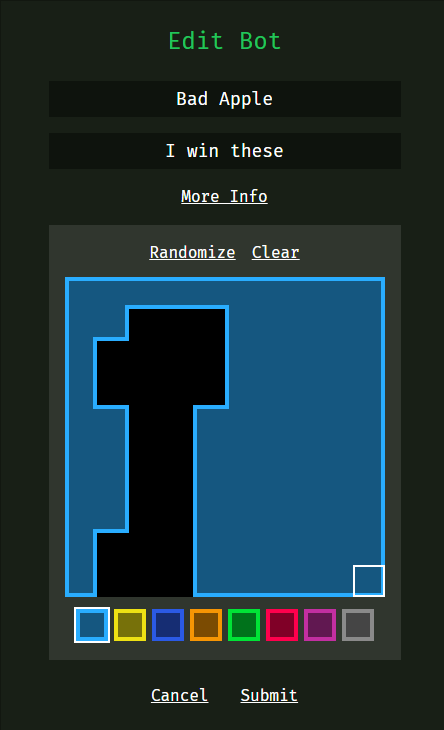 Edit Bot
Bad Apple
I win these
More Info
Randomize Clear
Cancel Submit